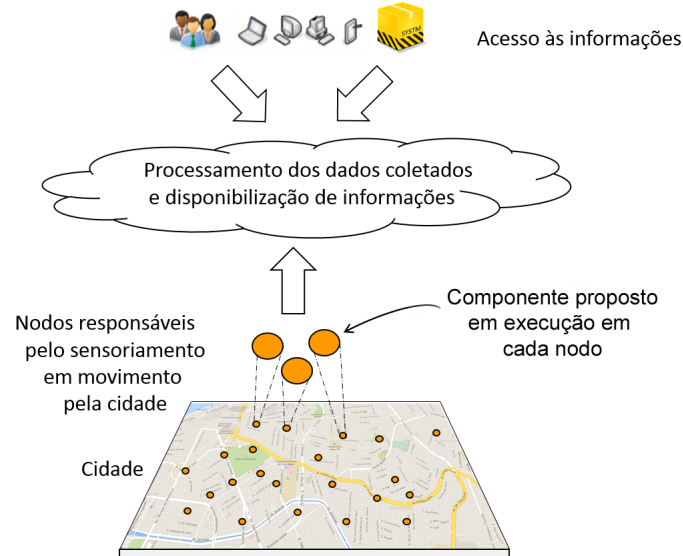 SYSTM
Acesso às informações
Processamento dos dados coletados
e disponibilização de informações
Componente proposto
em execução em
cada nodo
Nodos responsáveis
pelo sensoriamento
em movimento
pela cidade
Cidade